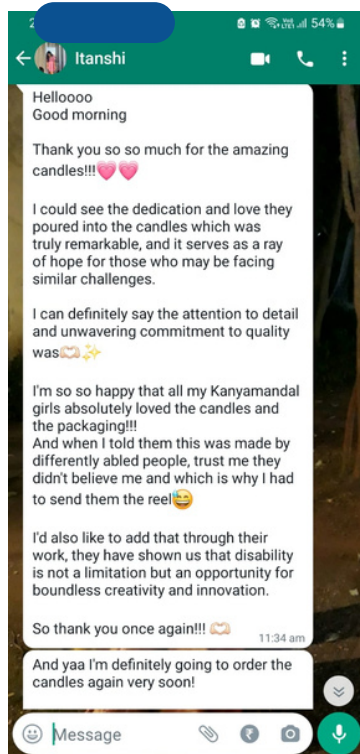 54%
Itanshi
Helloooo
Good morning
Thank you so so much for the amazing
candles!!!💗💗
I could see the dedication and love they
poured into the candles which was
truly remarkable, and it serves as a ray
of hope for those who may be facing
similar challenges.
I can definitely say the attention to detail
and unwavering commitment to quality
was🫶🏻✨
I'm so so happy that all my Kanyamandal
girls absolutely loved the candles and
the packaging!!!
And when I told them this was made by
differently abled people, trust me they
didn't believe me and which is why I had
to send them the reel😅
I'd also like to add that through their
work, they have shown us that disability
is not a limitation but an opportunity for
boundless creativity and innovation.
So thank you once again!!! 🫶🏻
11:34 am
And yaa I'm definitely going to order the
candles again very soon!
Message